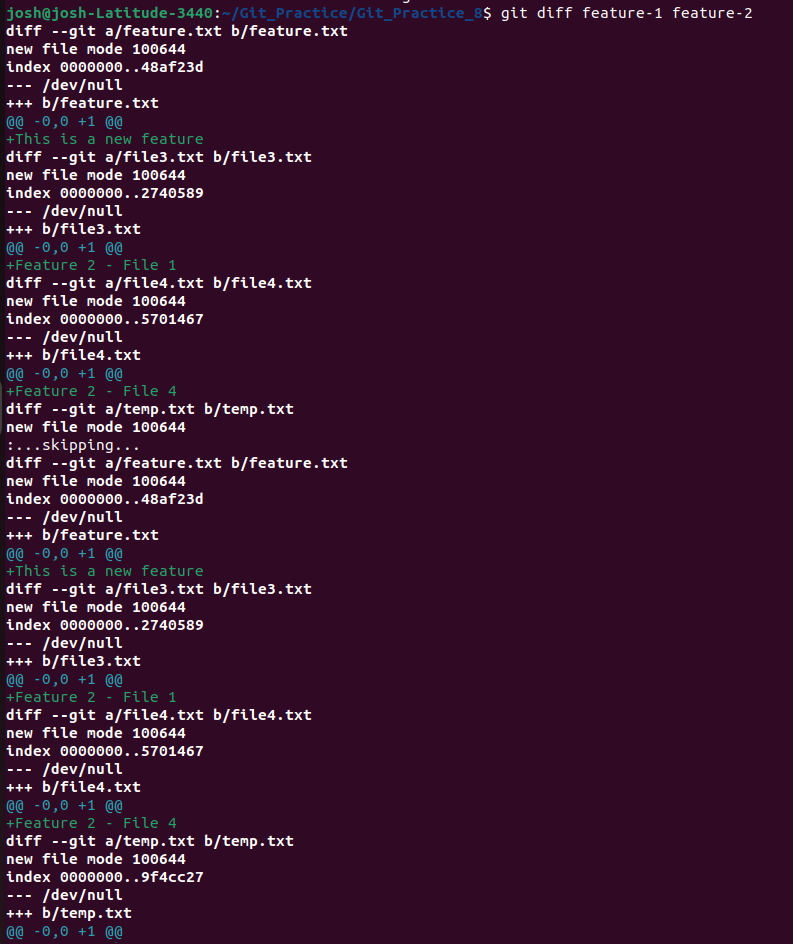 josh@josh-Latitude-3440:~/Git_Practice/Git_Practice_8$ git diff feature-1 feature-2
diff --git a/feature.txt b/feature.txt
new file mode 100644
index 0000000..48af23d
--- /dev/null
+++ b/feature.txt
@@ -0,0 +1 @@
+This is a new feature
diff --git a/file3.txt b/file3.txt
new file mode 100644
index 0000000..2740589
--- /dev/null
+++ b/file3.txt
@@ -0,0 +1 @@
+Feature 2 - File 1
diff --git a/file4.txt b/file4.txt
new file mode 100644
index 0000000..5701467
--- /dev/null
+++ b/file4.txt
@@ -0,0 +1 @@
+Feature 2 - File 4
diff --git a/temp.txt b/temp.txt
new file mode 100644
:...skipping...
diff --git a/feature.txt b/feature.txt
new file mode 100644
index 0000000..48af23d
--- /dev/null
+++ b/feature.txt
@@ -0,0 +1 @@
+This is a new feature
diff --git a/file3.txt b/file3.txt
new file mode 100644
index 0000000..2740589
--- /dev/null
+++ b/file3.txt
@@ -0,0 +1 @@
+Feature 2 - File 1
diff --git a/file4.txt b/file4.txt
new file mode 100644
index 0000000..5701467
--- /dev/null
+++ b/file4.txt
@@ -0,0 +1 @@
+Feature 2 - File 4
diff --git a/temp.txt b/temp.txt
new file mode 100644
index 0000000..9f4cc27
--- /dev/null
+++ b/temp.txt
@@ -0,0 +1 @@